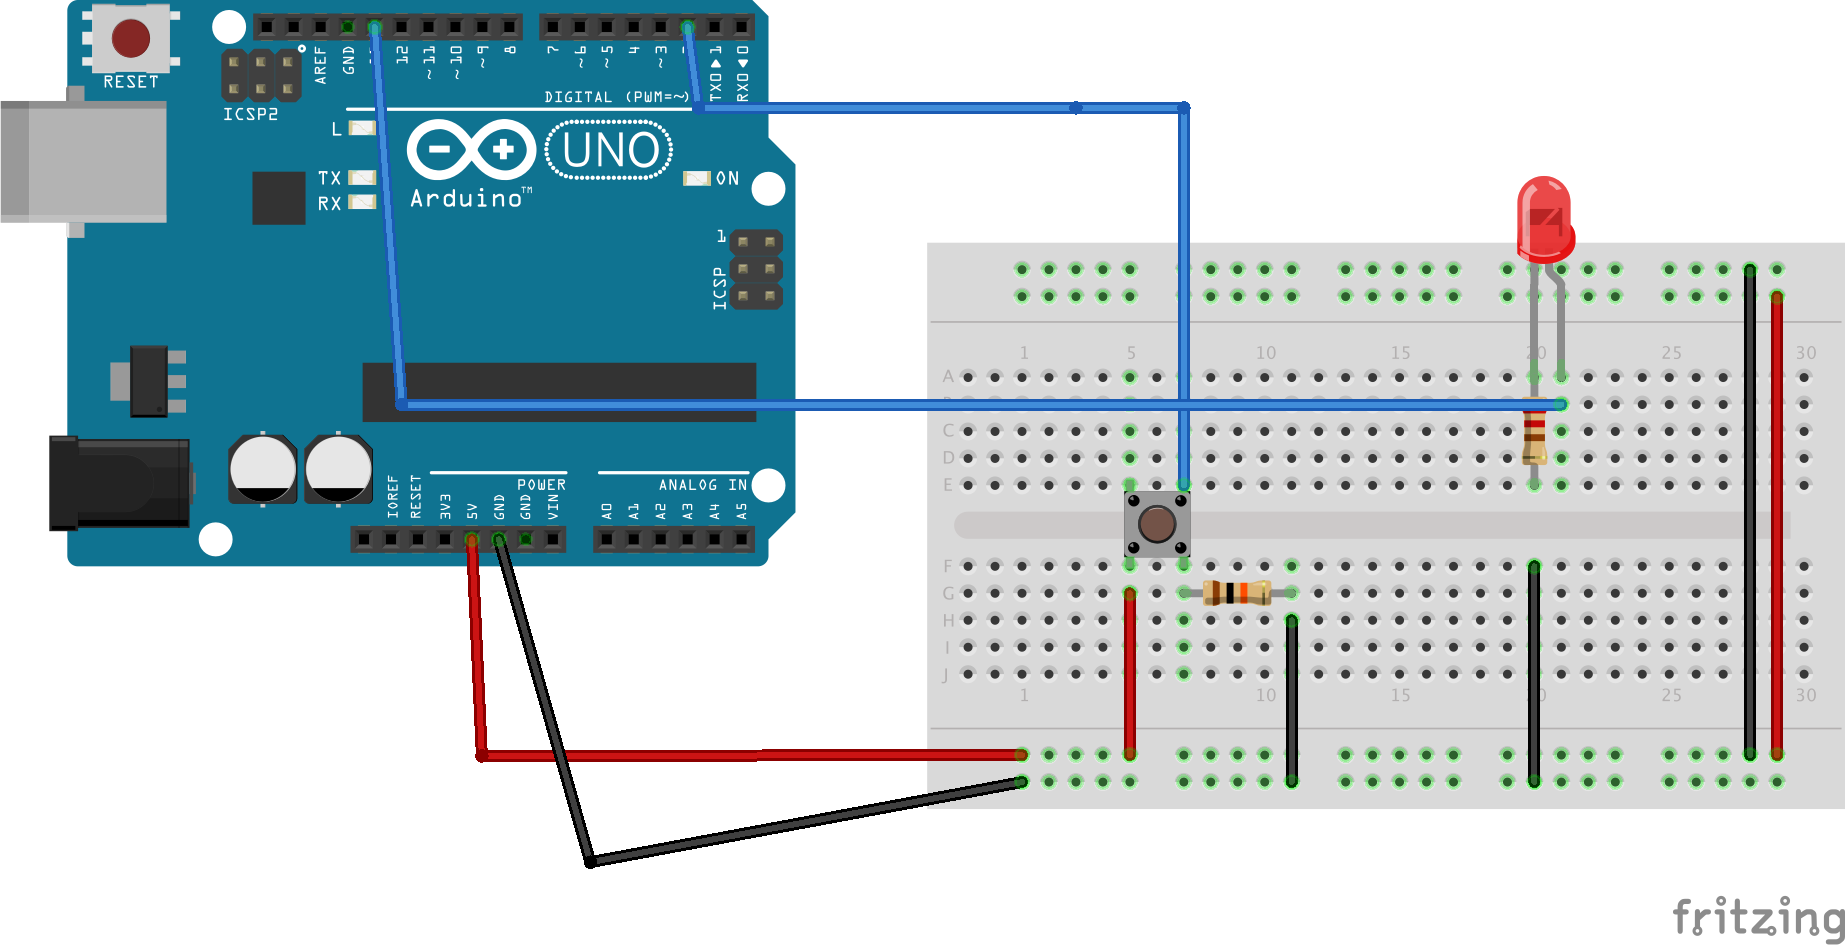 RESET
ICSP2
AREF
GND
12
~11
~10
~9
8
7
~6
~5
4
~3
TX0▶1
RX0◀0
DIGITAL (PWM=~)
L
TX
RX
UNO
ON
Arduino™
1
ICSP
IOREF
RESET
3V3
5V
GND
GND
VIN
POWER
A0
A1
A2
A3
A4
A5
ANALOG IN
1 5 10 15 20 25 30
A
C
D
E
F
G
H
I
J
1 10 15 20 25 30
fritzing